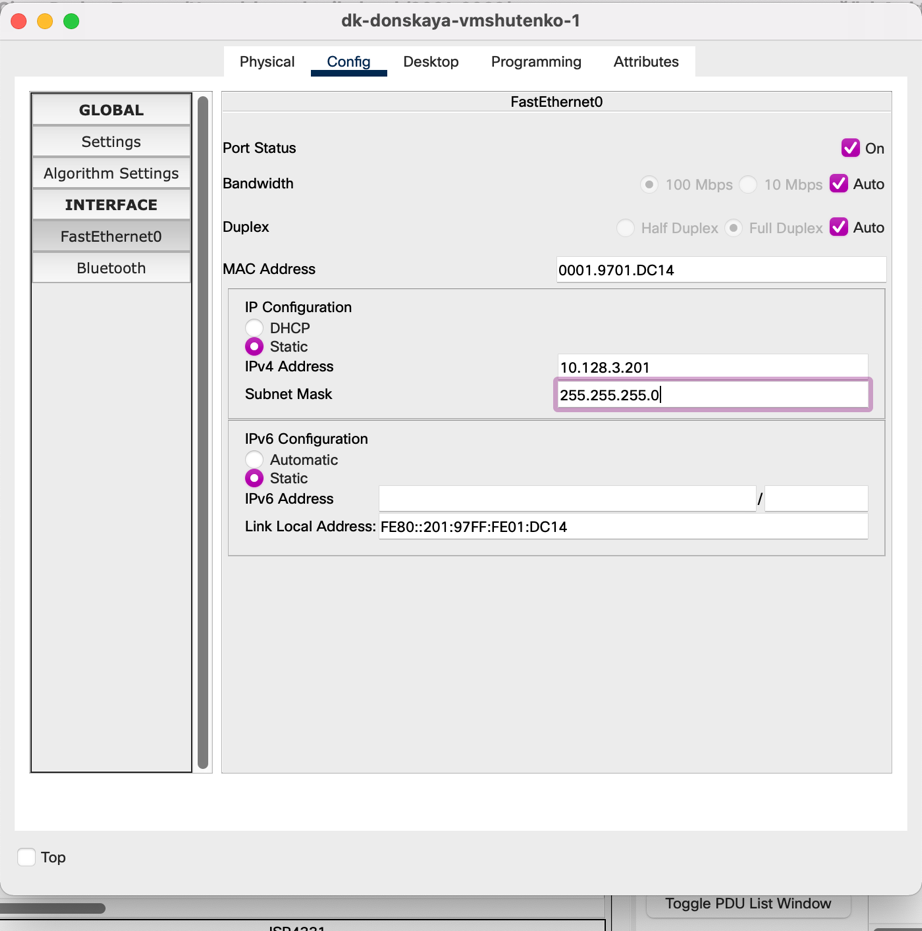 dk-donskaya-vmshutenko-1
Physical Config Desktop Programming Attributes
GLOBAL
Settings
Algorithm Settings
INTERFACE
FastEthernet0
Bluetooth
FastEthernet0
Port Status On
Bandwidth 100 Mbps 10 Mbps Auto
Duplex Half Duplex Full Duplex Auto
MAC Address 0001.9701.DC14
IP Configuration
DHCP
Static
IPv4 Address 10.128.3.201
Subnet Mask 255.255.255.0
IPv6 Configuration
Automatic
Static
IPv6 Address /
Link Local Address: FE80::201:97FF:FE01:DC14
Top
Toggle PDU List Window